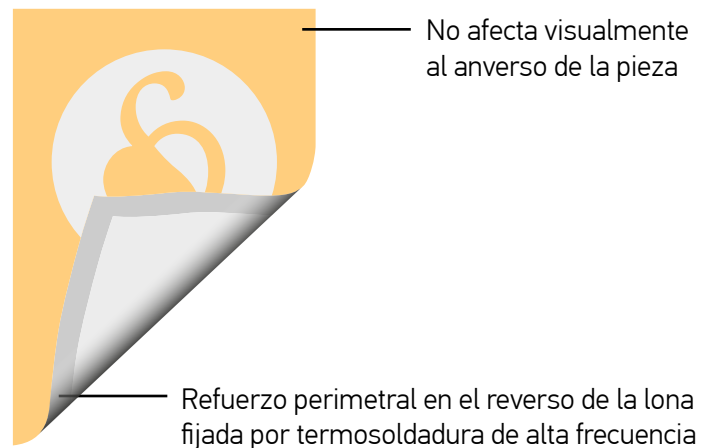 No afecta visualmente
al anverso de la pieza
Refuerzo perimetral en el reverso de la lona
fijada por termosoldadura de alta frecuencia